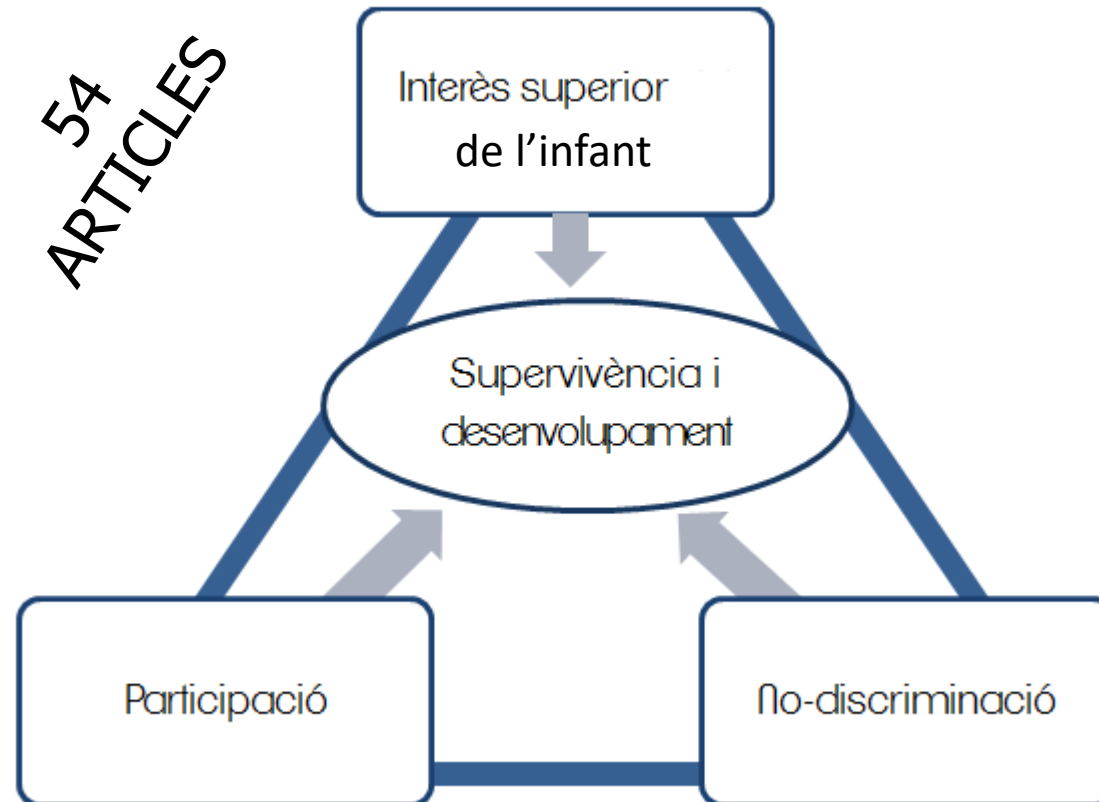 54
ARTICLES
Interès superior
de l’infant
Supervivència i
desenvolupament
Participació
No-discriminació